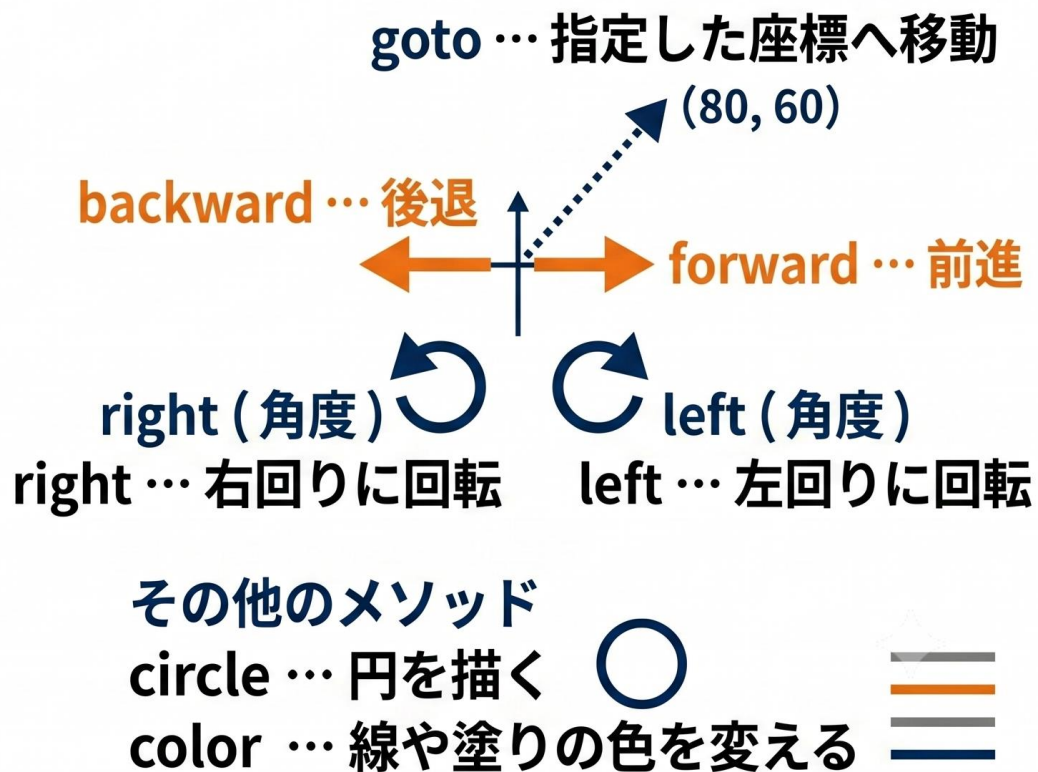 goto … 指定した座標へ移動
(80, 60)
backward … 後退
forward … 前進
right ( 角度 )
left ( 角度 )
right … 右回りに回転
left … 左回りに回転
その他のメソッド
circle … 円を描く
color … 線や塗りの色を変える